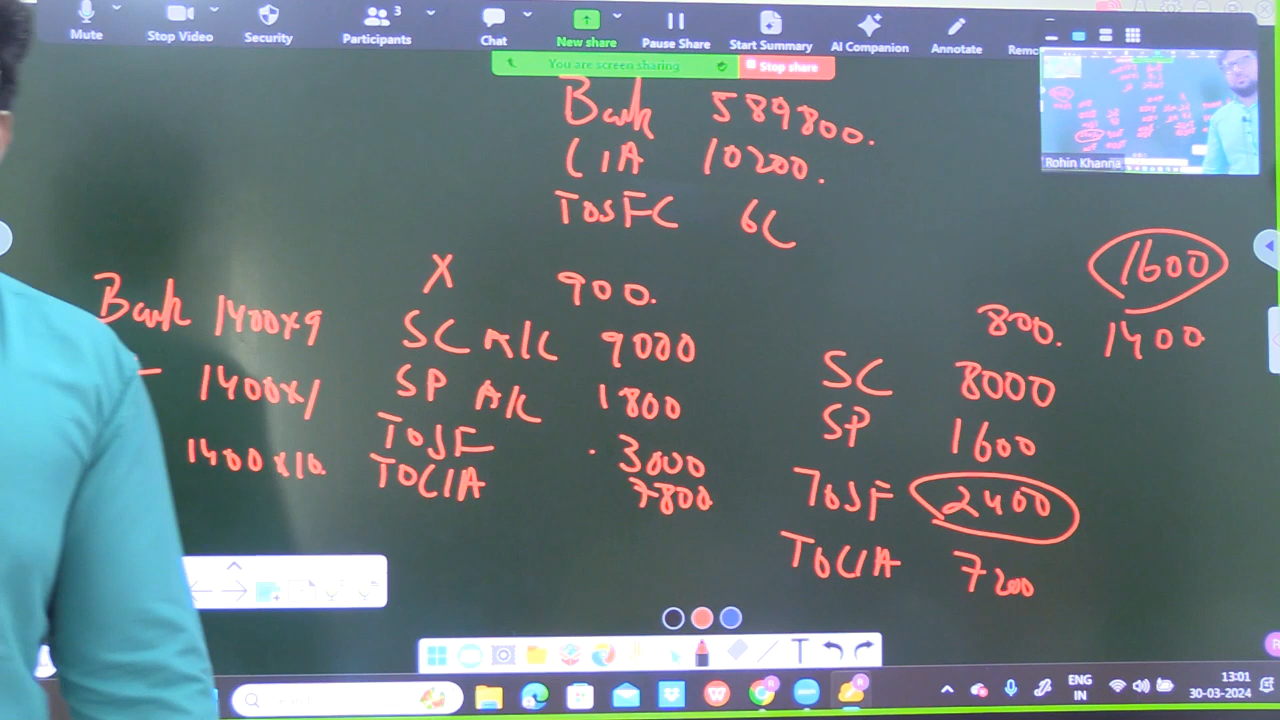 Mute
Stop Video
Security
Participants
3
Chat
New share
Pause Share
Start Summary
AI Companion
Annotate
You are screen sharing
Stop share
Rohin Khanna
Bank 589800.
CIA 10200.
TOSFC 6C
1600
X 900.
800. 1400
Bank 1400x9
SC A/C 9000
SC 8000
1400x1
SP A/C 1800
SP 1600
1400x10.
TOSF 3000
TOCIA 7800
TOSF 2400
TOCIA 7200
T
Search
ENG
IN
13:01
30-03-2024